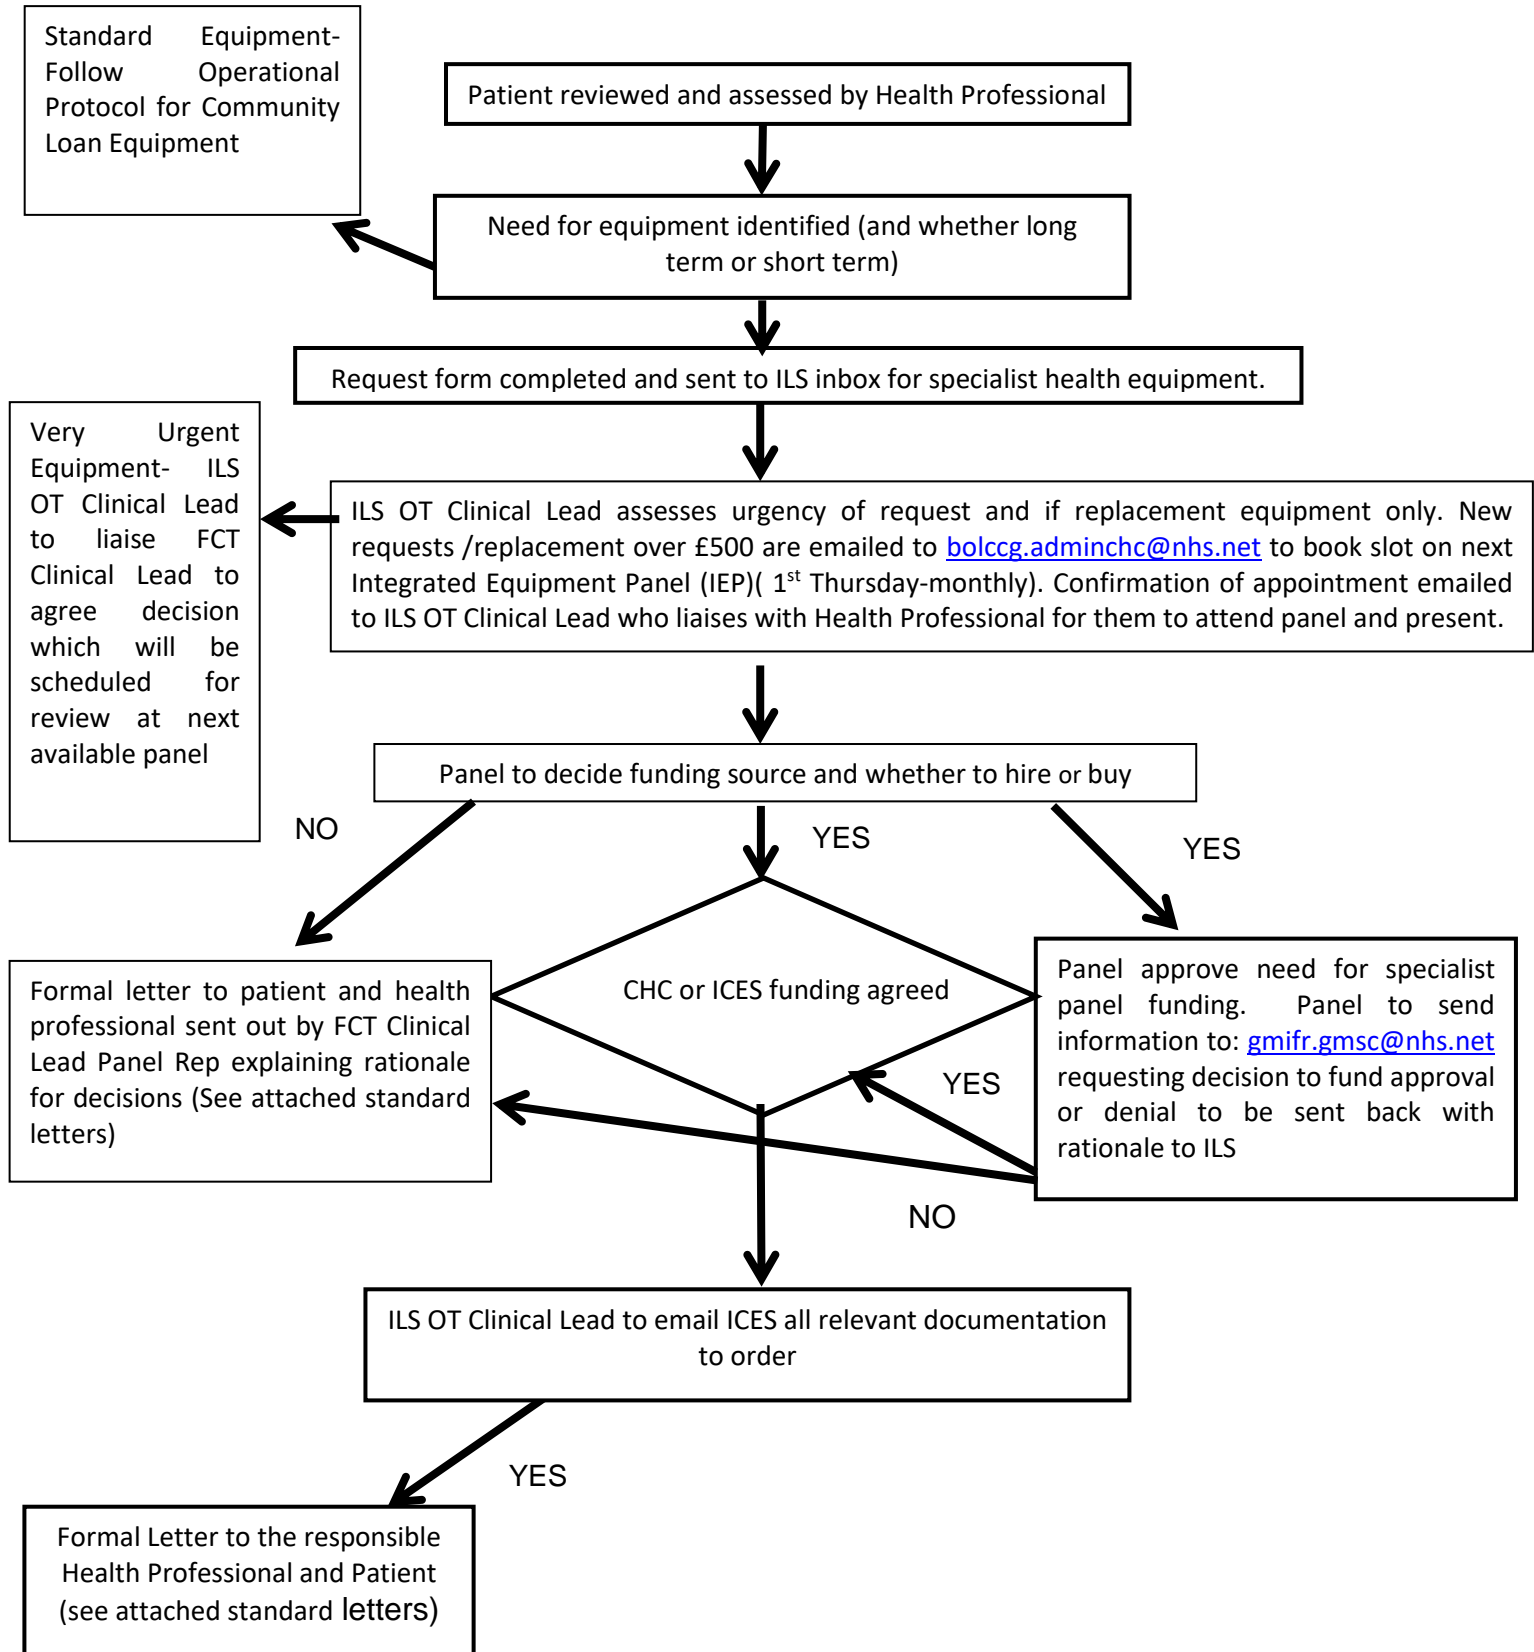 Standard Equipment-
Follow Operational
Protocol for Community
Loan Equipment
Patient reviewed and assessed by Health Professional
Need for equipment identified (and whether long
term or short term)
Request form completed and sent to ILS inbox for specialist health equipment.
Very Urgent
Equipment- ILS
OT Clinical Lead
to liaise FCT
Clinical Lead to
agree decision
which will be
scheduled for
review at next
available panel
ILS OT Clinical Lead assesses urgency of request and if replacement equipment only. New
requests /replacement over £500 are emailed to bolccg.adminchc@nhs.net to book slot on next
Integrated Equipment Panel (IEP)( 1st Thursday-monthly). Confirmation of appointment emailed
to ILS OT Clinical Lead who liaises with Health Professional for them to attend panel and present.
Panel to decide funding source and whether to hire or buy
NO
YES
YES
Formal letter to patient and health
professional sent out by FCT Clinical
Lead Panel Rep explaining rationale
for decisions (See attached standard
letters)
CHC or ICES funding agreed
Panel approve need for specialist
panel funding. Panel to send
information to: gmifr.gmsc@nhs.net
requesting decision to fund approval
or denial to be sent back with
rationale to ILS
YES
NO
ILS OT Clinical Lead to email ICES all relevant documentation
to order
YES
Formal Letter to the responsible
Health Professional and Patient
(see attached standard letters)